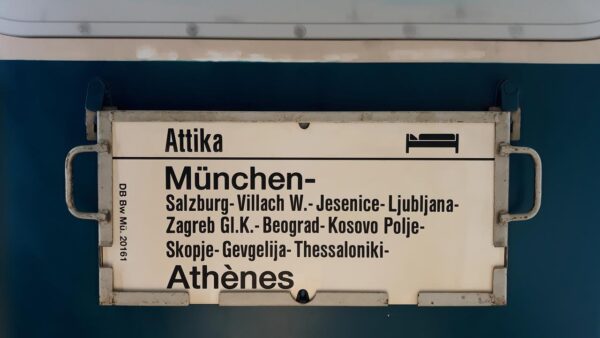 Attika
München-
Salzburg- Villach W.- Jesenice- Ljubljana-
Zagreb Gl.K.- Beograd- Kosovo Polje-
Skopje- Gevgelija- Thessaloniki-
Athènes
DB Bw Mü. 20161